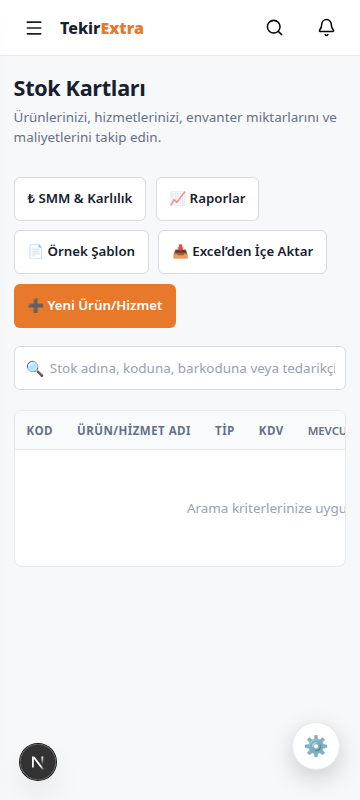 TekirExtra
Stok Kartları
Ürünlerinizi, hizmetlerinizi, envanter miktarlarını ve
maliyetlerini takip edin.
₺ SMM & Karlılık
📈 Raporlar
📄 Örnek Şablon
📥 Excel'den İçe Aktar
➕ Yeni Ürün/Hizmet
🔍 Stok adına, koduna, barkoduna veya tedarikçi
KOD ÜRÜN/HİZMET ADI TİP KDV MEVCU
Arama kriterlerinize uygu
N